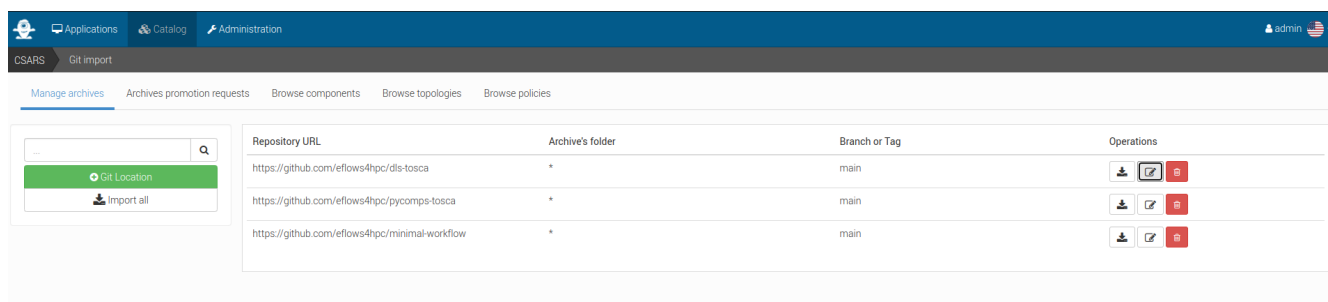 Applications Catalog Administration admin
CSARS Git import
Manage archives Archives promotion requests Browse components Browse topologies Browse policies
Repository URL Archive's folder Branch or Tag Operations
...
https://github.com/eflows4hpc/dls-tosca * main
Git Location
https://github.com/eflows4hpc/pycomps-tosca * main
Import all
https://github.com/eflows4hpc/minimal-workflow * main